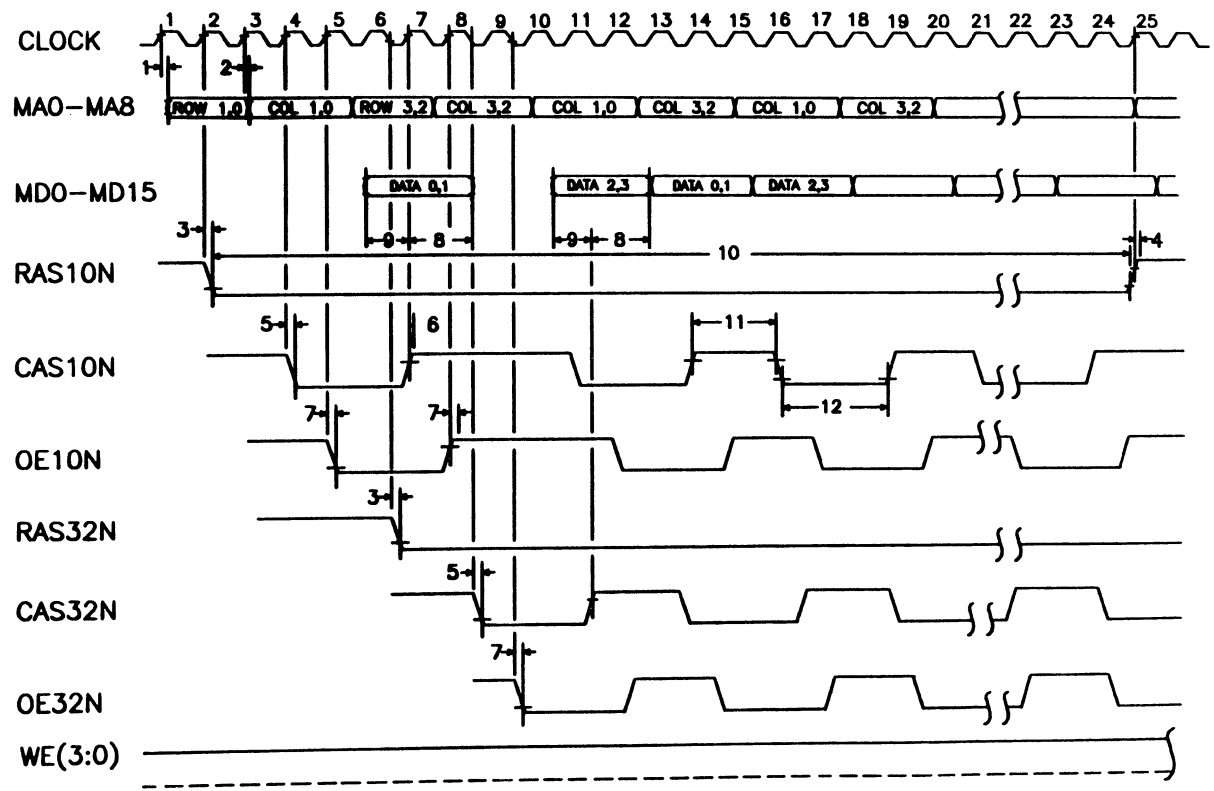 1 2 3 4 5 6 7 8 9 10 11 12 13 14 15 16 17 18 19 20 21 22 23 24 25
CLOCK
1 2
MA0-MA8 ROW 1,0 COL 1,0 ROW 3,2 COL 3,2 COL 1,0 COL 3,2 COL 1,0 COL 3,2
MD0-MD15 DATA 0,1 DATA 2,3 DATA 0,1 DATA 2,3
3 9 8 9 8 4
10
RAS10N
5 6 11
CAS10N
12
7 7
OE10N
3
RAS32N
5
CAS32N
7
OE32N
WE(3:0)